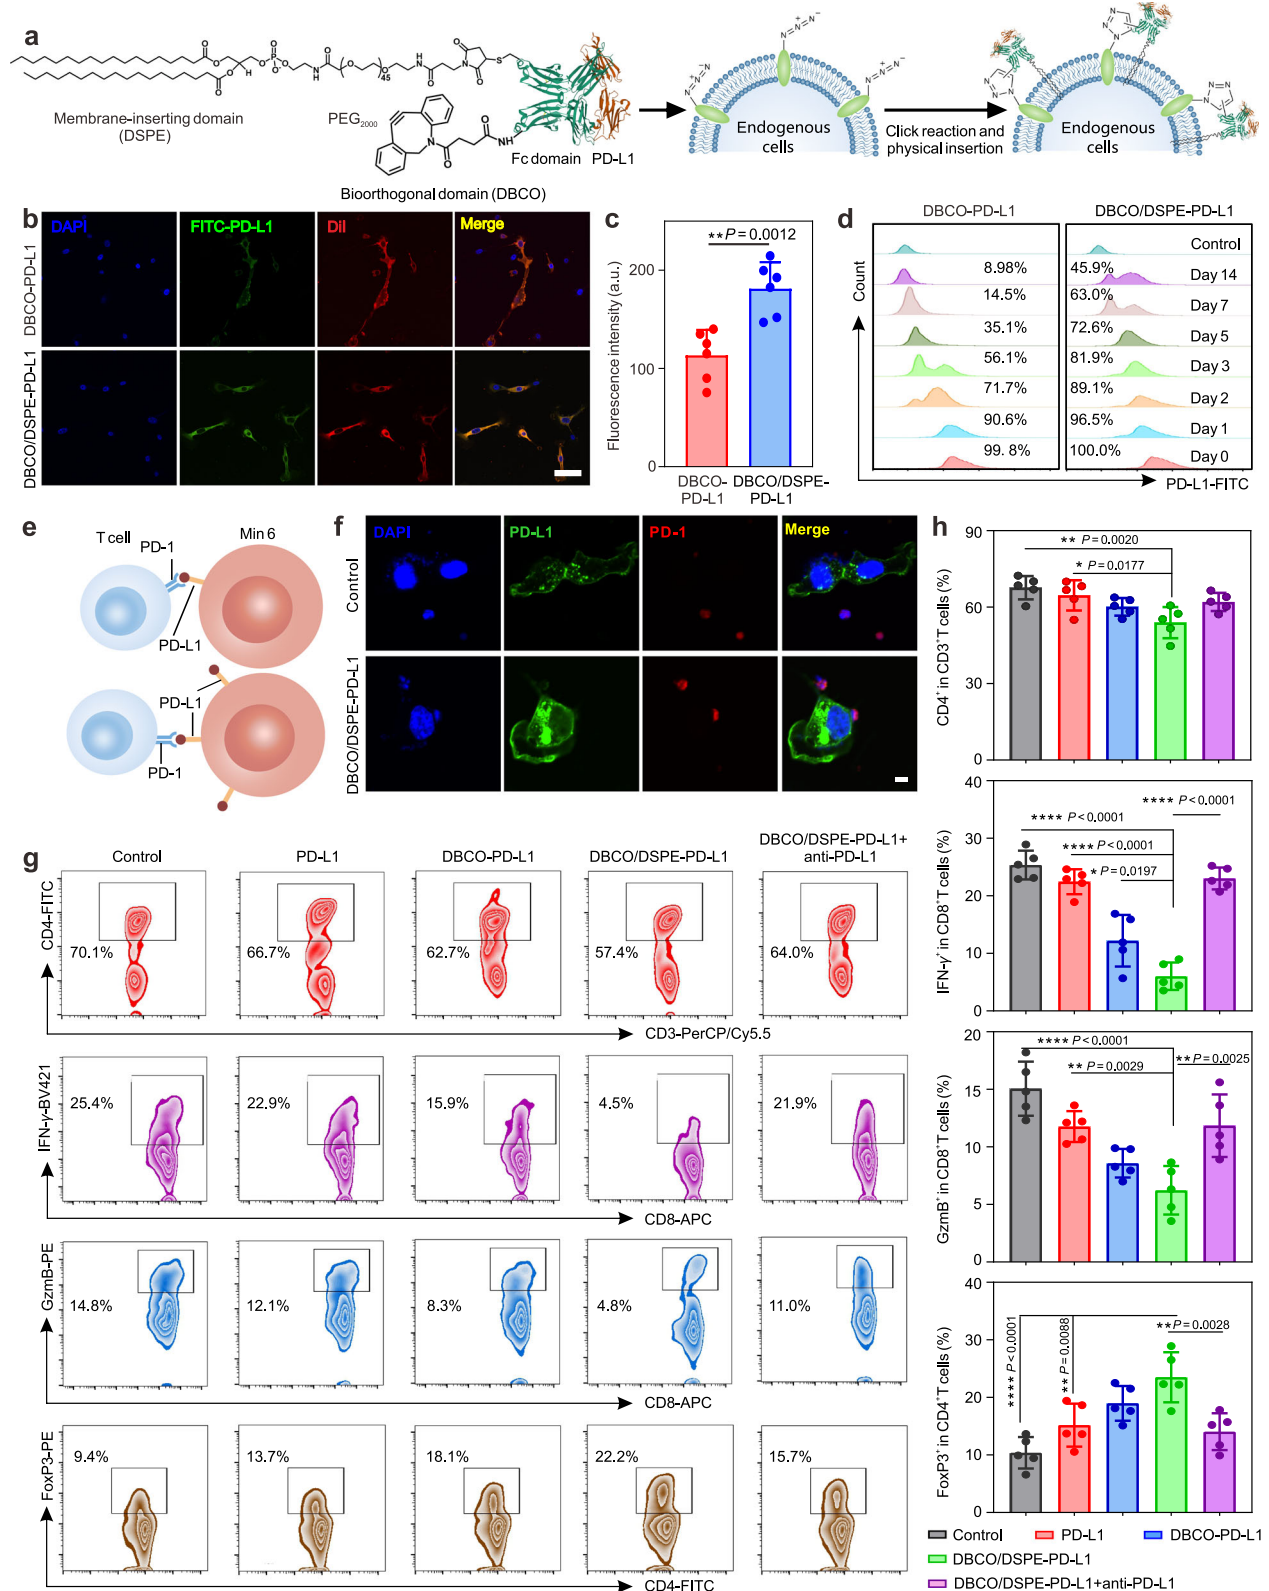 a
O
O
O
O
O
P
O-
O
N
H
O
O
45
N
H
O
N
O
O
S
Membrane-inserting domain
(DSPE)
PEG2000
N
O
O
NH
Fc domain PD-L1
Bioorthogonal domain (DBCO)
Endogenous
cells
Click reaction and
physical insertion
Endogenous
cells
b
DAPI
FITC-PD-L1
Dil
Merge
DBCO-PD-L1
DBCO/DSPE-PD-L1
c
**P=0.0012
Fluorescence intensity (a.u.)
200
100
0
DBCO-
PD-L1
DBCO/DSPE-
PD-L1
d
DBCO-PD-L1
DBCO/DSPE-PD-L1
Count
Control
8.98%
45.9%
Day 14
14.5%
63.0%
Day 7
35.1%
72.6%
Day 5
56.1%
81.9%
Day 3
71.7%
89.1%
Day 2
90.6%
96.5%
Day 1
99. 8%
100.0%
Day 0
PD-L1-FITC
e
T cell
PD-1
Min 6
PD-L1
PD-L1
PD-1
f
DAPI
PD-L1
PD-1
Merge
Control
DBCO/DSPE-PD-L1
g
Control
PD-L1
DBCO-PD-L1
DBCO/DSPE-PD-L1
DBCO/DSPE-PD-L1+
anti-PD-L1
CD4-FITC
70.1%
66.7%
62.7%
57.4%
64.0%
CD3-PerCP/Cy5.5
IFN-γ-BV421
25.4%
22.9%
15.9%
4.5%
21.9%
CD8-APC
GzmB-PE
14.8%
12.1%
8.3%
4.8%
11.0%
CD8-APC
FoxP3-PE
9.4%
13.7%
18.1%
22.2%
15.7%
CD4-FITC
h
CD4+ in CD3+T cells (%)
90
60
30
0
** P=0.0020
* P=0.0177
IFN-γ+ in CD8+T cells (%)
40
30
20
10
0
**** P<0.0001
**** P<0.0001
**** P<0.0001
* P=0.0197
GzmB+ in CD8+T cells (%)
20
15
10
5
0
**** P<0.0001
** P=0.0029
** P=0.0025
FoxP3+ in CD4+T cells (%)
40
30
20
10
0
**** P<0.0001
** P=0.0088
**P=0.0028
Control
PD-L1
DBCO-PD-L1
DBCO/DSPE-PD-L1
DBCO/DSPE-PD-L1+anti-PD-L1